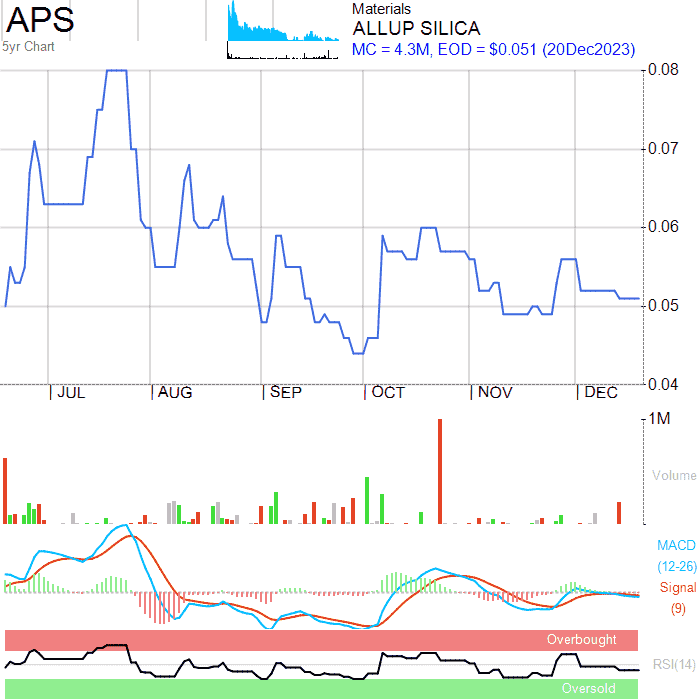 APS
5yr Chart
Materials
ALLUP SILICA
MC = 4.3M, EOD = $0.051 (20Dec2023)
0.08
0.07
0.06
0.05
0.04
JUL AUG SEP OCT NOV DEC
1M
Volume
MACD
(12-26)
Signal
(9)
Overbought
RSI(14)
Oversold